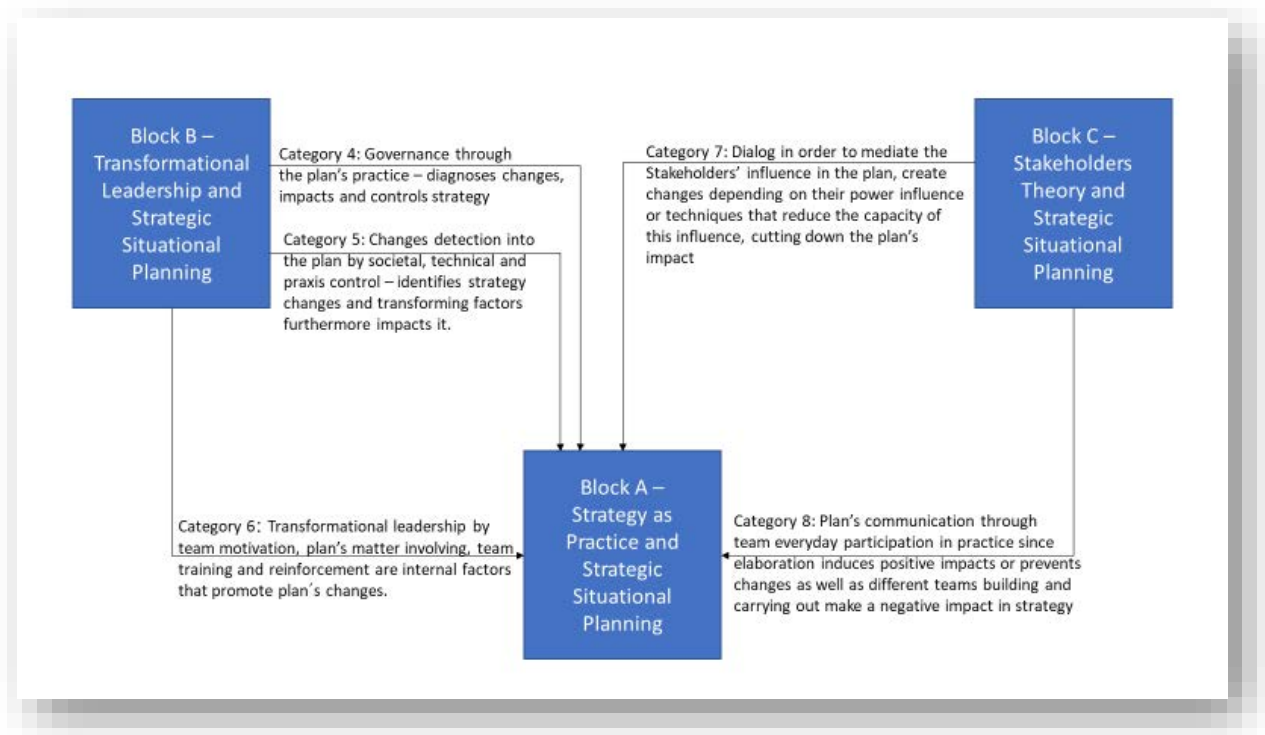 Block B –
Transformational
Leadership and
Strategic
Situational
Planning
Category 4: Governance through
the plan's practice – diagnoses changes,
impacts and controls strategy
Category 5: Changes detection into
the plan by societal, technical and
praxis control – identifies strategy
changes and transforming factors
furthermore impacts it.
Category 7: Dialog in order to mediate the
Stakeholders' influence in the plan, create
changes depending on their power influence
or techniques that reduce the capacity of
this influence, cutting down the plan's
impact
Block C –
Stakeholders
Theory and
Strategic
Situational
Planning
Category 6: Transformational leadership by
team motivation, plan's matter involving, team
training and reinforcement are internal factors
that promote plan´s changes.
Block A –
Strategy as
Practice and
Strategic
Situational
Planning
Category 8: Plan's communication through
team everyday participation in practice since
elaboration induces positive impacts or prevents
changes as well as different teams building and
carrying out make a negative impact in strategy